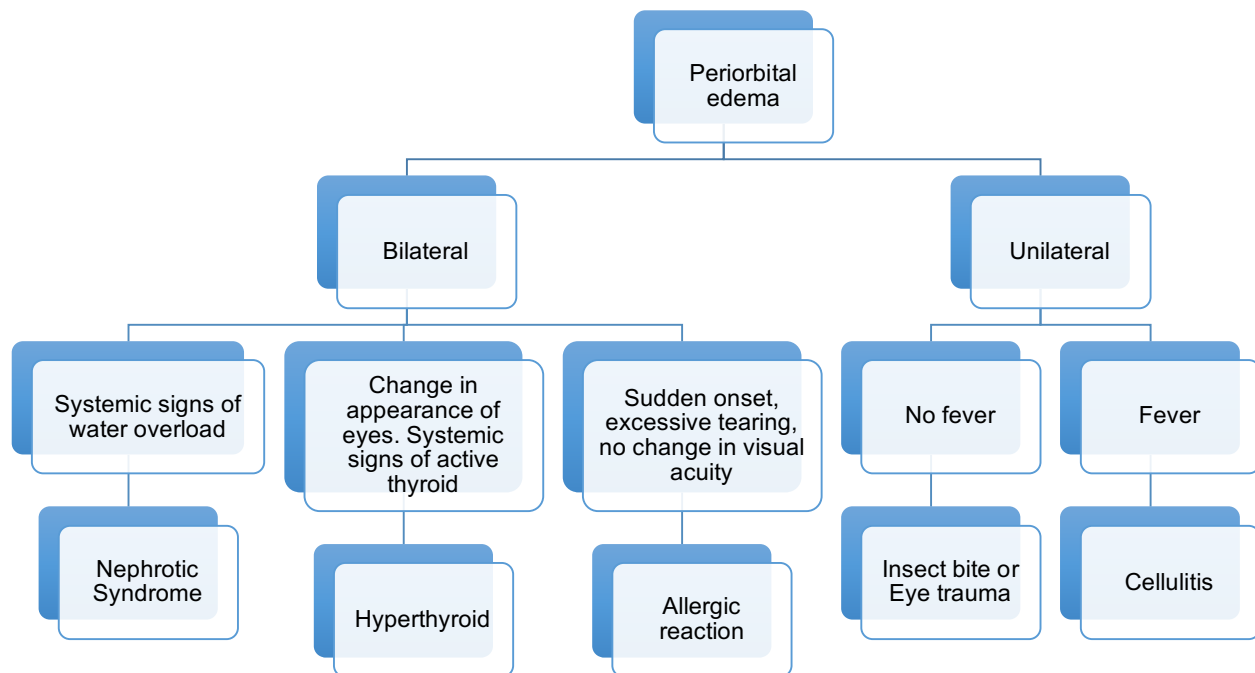 Periorbital
edema
Bilateral
Unilateral
Systemic signs of
water overload
Change in
appearance of
eyes. Systemic
signs of active
thyroid
Sudden onset,
excessive tearing,
no change in visual
acuity
No fever
Fever
Nephrotic
Syndrome
Hyperthyroid
Allergic
reaction
Insect bite or
Eye trauma
Cellulitis